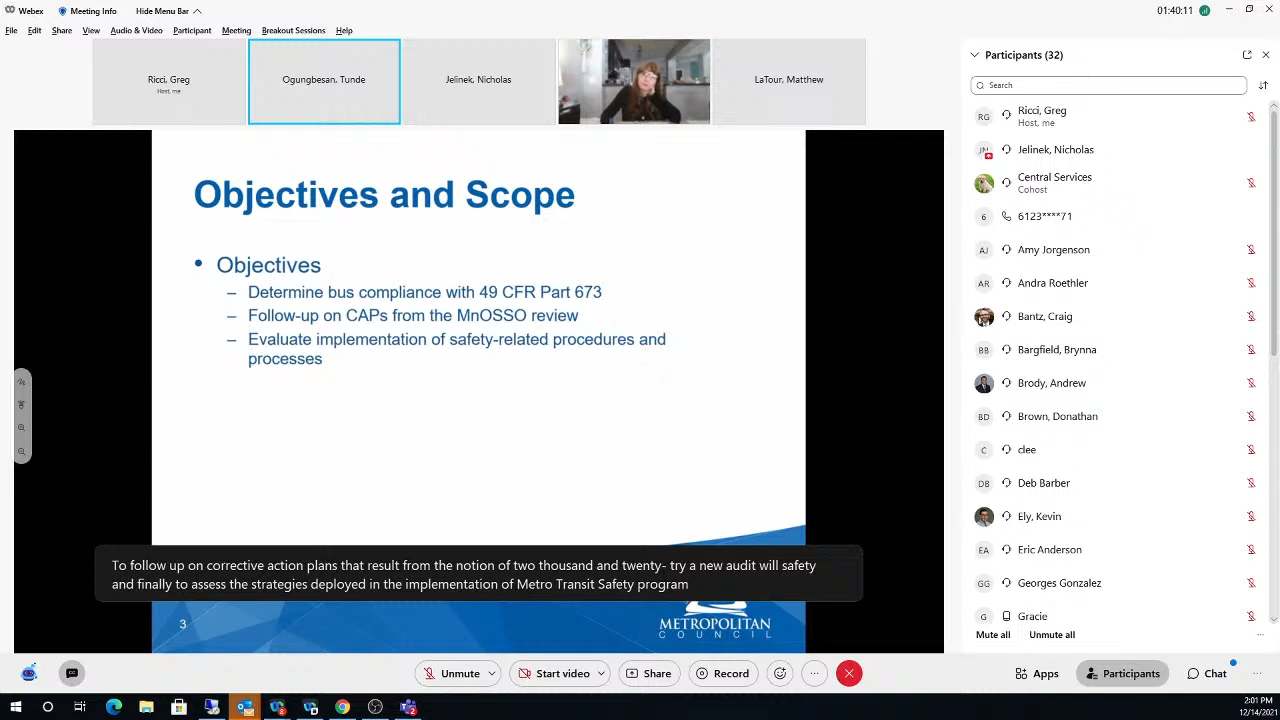 Webex
Meeting Info
Hide Menu Bar
01:40:11
File Edit Share View Audio & Video Participant Meeting Breakout Sessions Help
Ricci, Greg
Host, me
Ogungbesan, Tunde
Jelinek, Nicholas
LaTour, Matthew
Objectives and Scope
• Objectives
– Determine bus compliance with 49 CFR Part 673
– Follow-up on CAPs from the MnOSSO review
– Evaluate implementation of safety-related procedures and
processes
To follow up on corrective action plans that result from the notion of two thousand and twenty- try a new audit will safety
and finally to assess the strategies deployed in the implementation of Metro Transit Safety program
3
METROPOLITAN
COUNCIL
Participants (32)
Search
RG Ricci, Greg
Host, me
JN Jelinek, Nicholas
Central Services
Cohost
6 6123****71
AJ Amy Jorgenson
AR Andra Roethler
Bantz, Craig
BB Bargfield, Brynna
Brody, Andrew
BD Brown, Donathan
C clee
DB Deb Barber
Ely, Kevin
EA Eric Anderson
GG Georges Gonzalez
G Gracie
Mute all Unmute all ...
CC
Unmute
Start video
Share
Record
...
Apps
Participants
Chat
...
2:01 PM
12/14/2021